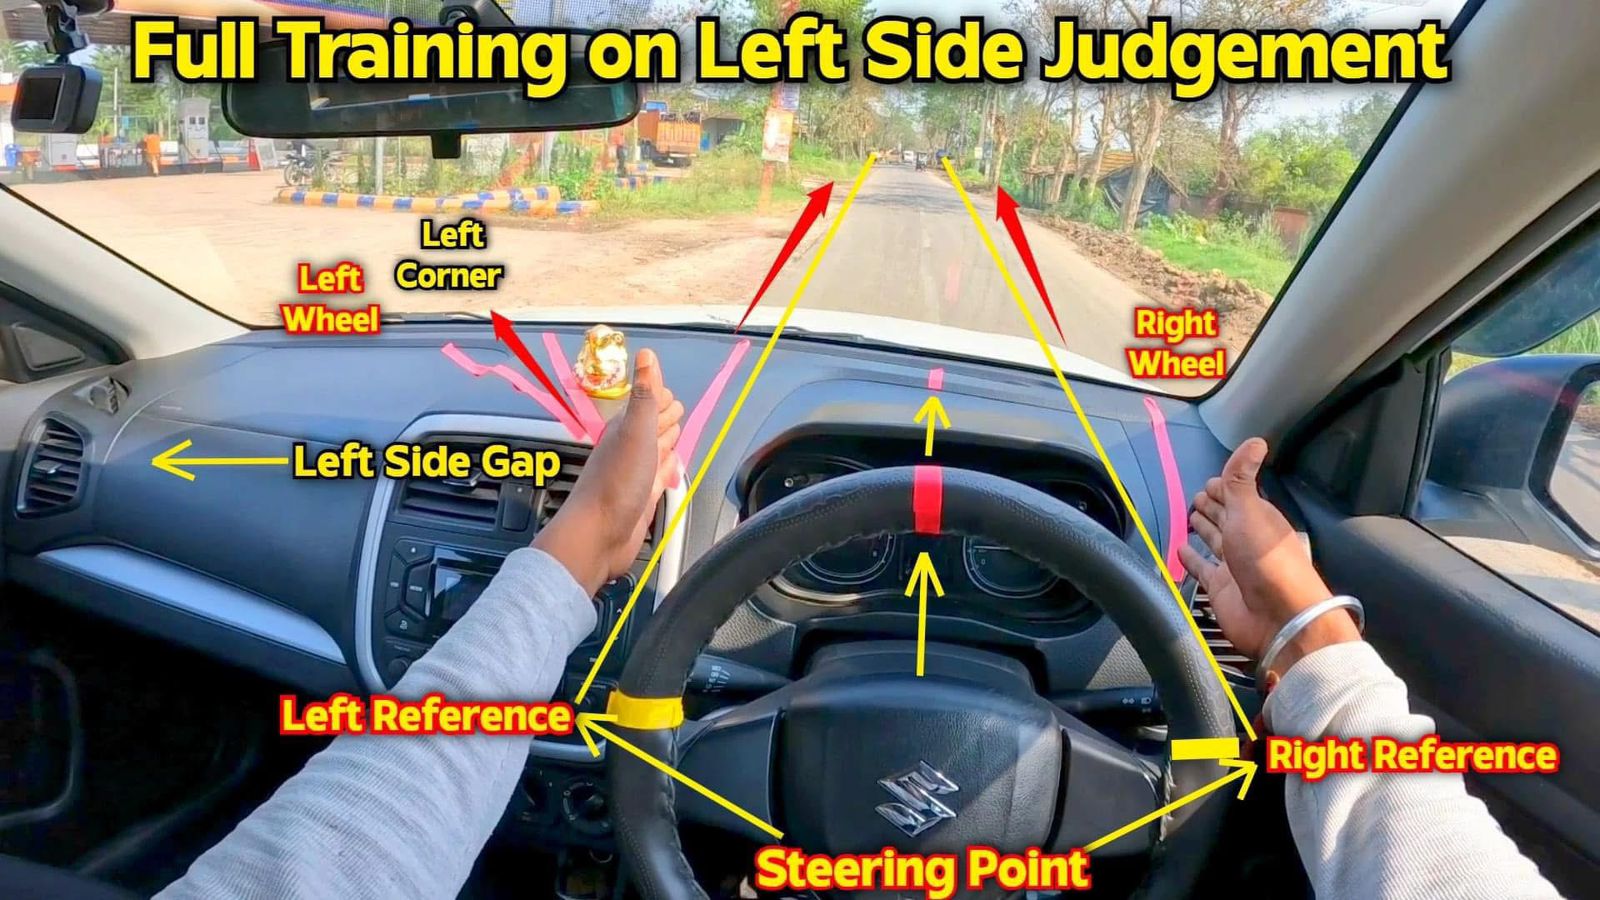 Full Training on Left Side Judgement
Left
Corner
Left
Wheel
Right
Wheel
Left Side Gap
Left Reference
Right Reference
Steering Point